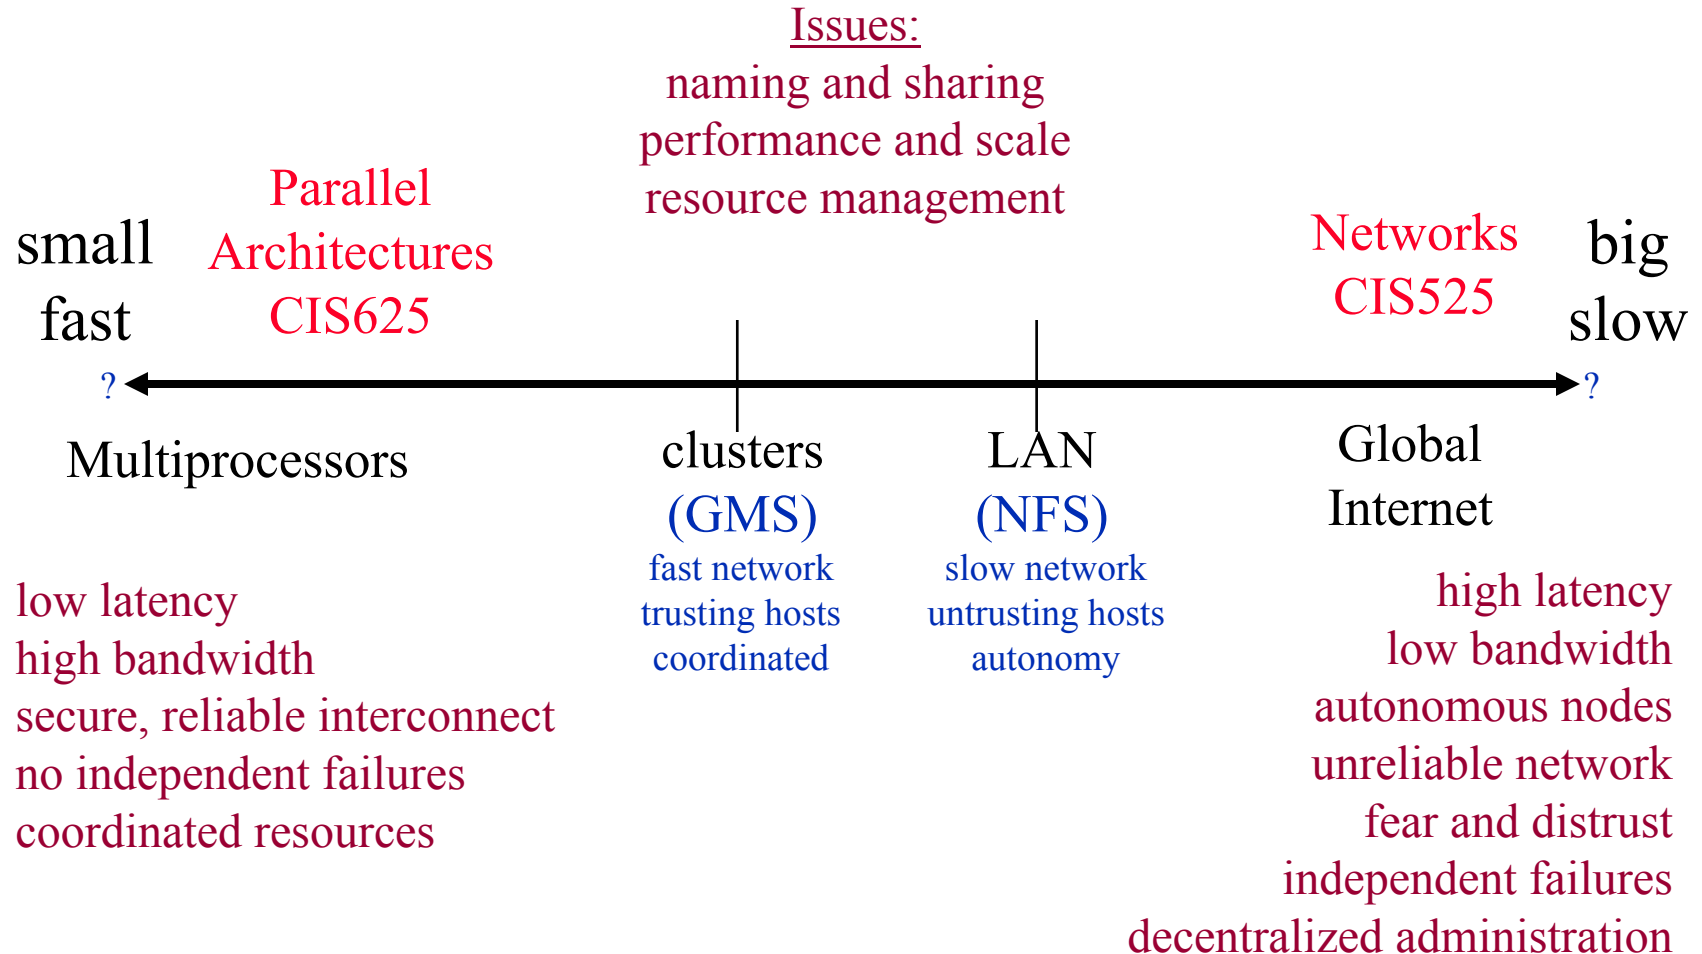 Issues:
naming and sharing
performance and scale
resource management
small
fast
Parallel
Architectures
CIS625
Networks
CIS525
big
slow
?
?
Multiprocessors
clusters
(GMS)
fast network
trusting hosts
coordinated
LAN
(NFS)
slow network
untrusting hosts
autonomy
Global
Internet
low latency
high bandwidth
secure, reliable interconnect
no independent failures
coordinated resources
high latency
low bandwidth
autonomous nodes
unreliable network
fear and distrust
independent failures
decentralized administration